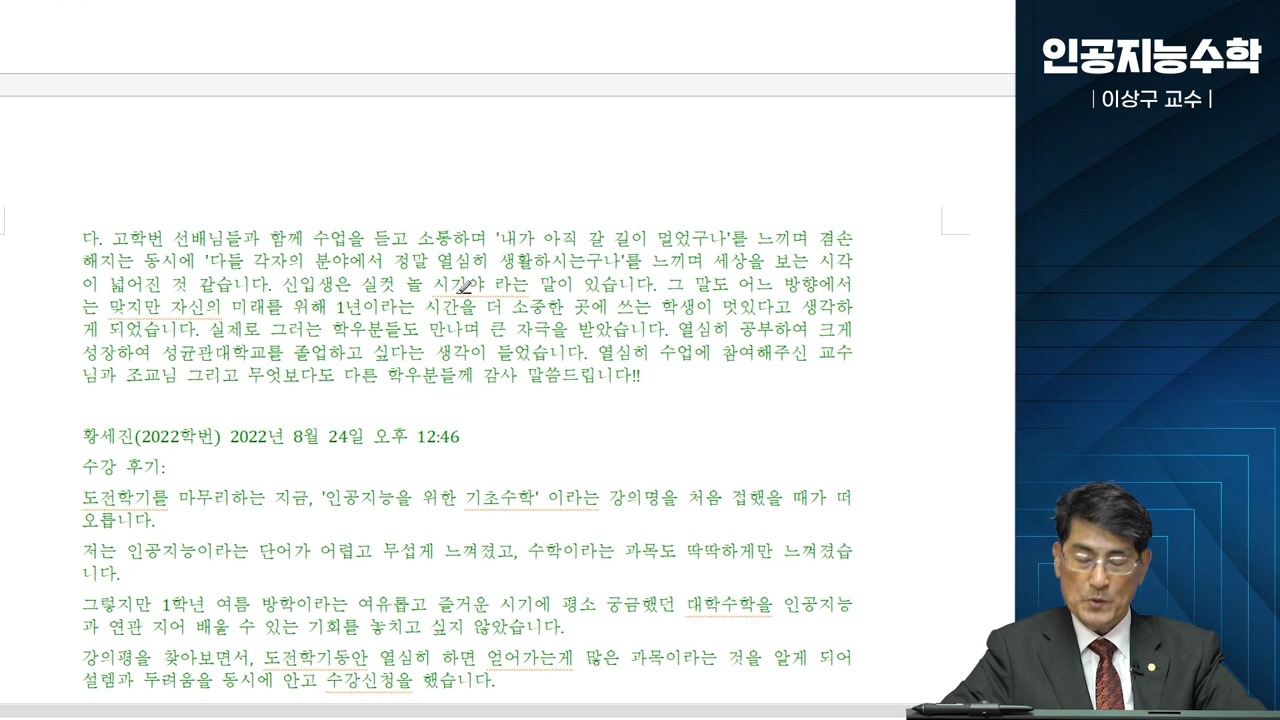 인공지능수학
| 이상구 교수 |
다. 고학번 선배님들과 함께 수업을 듣고 소통하며 '내가 아직 갈 길이 멀었구나'를 느끼며 겸손
해지는 동시에 '다들 각자의 분야에서 정말 열심히 생활하시는구나'를 느끼며 세상을 보는 시각
이 넓어진 것 같습니다. 신입생은 실컷 놀 시기야 라는 말이 있습니다. 그 말도 어느 방향에서
는 맞지만 자신의 미래를 위해 1년이라는 시간을 더 소중한 곳에 쓰는 학생이 멋있다고 생각하
게 되었습니다. 실제로 그러는 학우분들도 만나며 큰 자극을 받았습니다. 열심히 공부하여 크게
성장하여 성균관대학교를 졸업하고 싶다는 생각이 들었습니다. 열심히 수업에 참여해주신 교수
님과 조교님 그리고 무엇보다도 다른 학우분들께 감사 말씀드립니다!!
황세진(2022학번) 2022년 8월 24일 오후 12:46
수강 후기:
도전학기를 마무리하는 지금, '인공지능을 위한 기초수학' 이라는 강의명을 처음 접했을 때가 떠
오릅니다.
저는 인공지능이라는 단어가 어렵고 무섭게 느껴졌고, 수학이라는 과목도 딱딱하게만 느껴졌습
니다.
그렇지만 1학년 여름 방학이라는 여유롭고 즐거운 시기에 평소 궁금했던 대학수학을 인공지능
과 연관 지어 배울 수 있는 기회를 놓치고 싶지 않았습니다.
강의평을 찾아보면서, 도전학기동안 열심히 하면 얻어가는게 많은 과목이라는 것을 알게 되어
설렘과 두려움을 동시에 안고 수강신청을 했습니다.